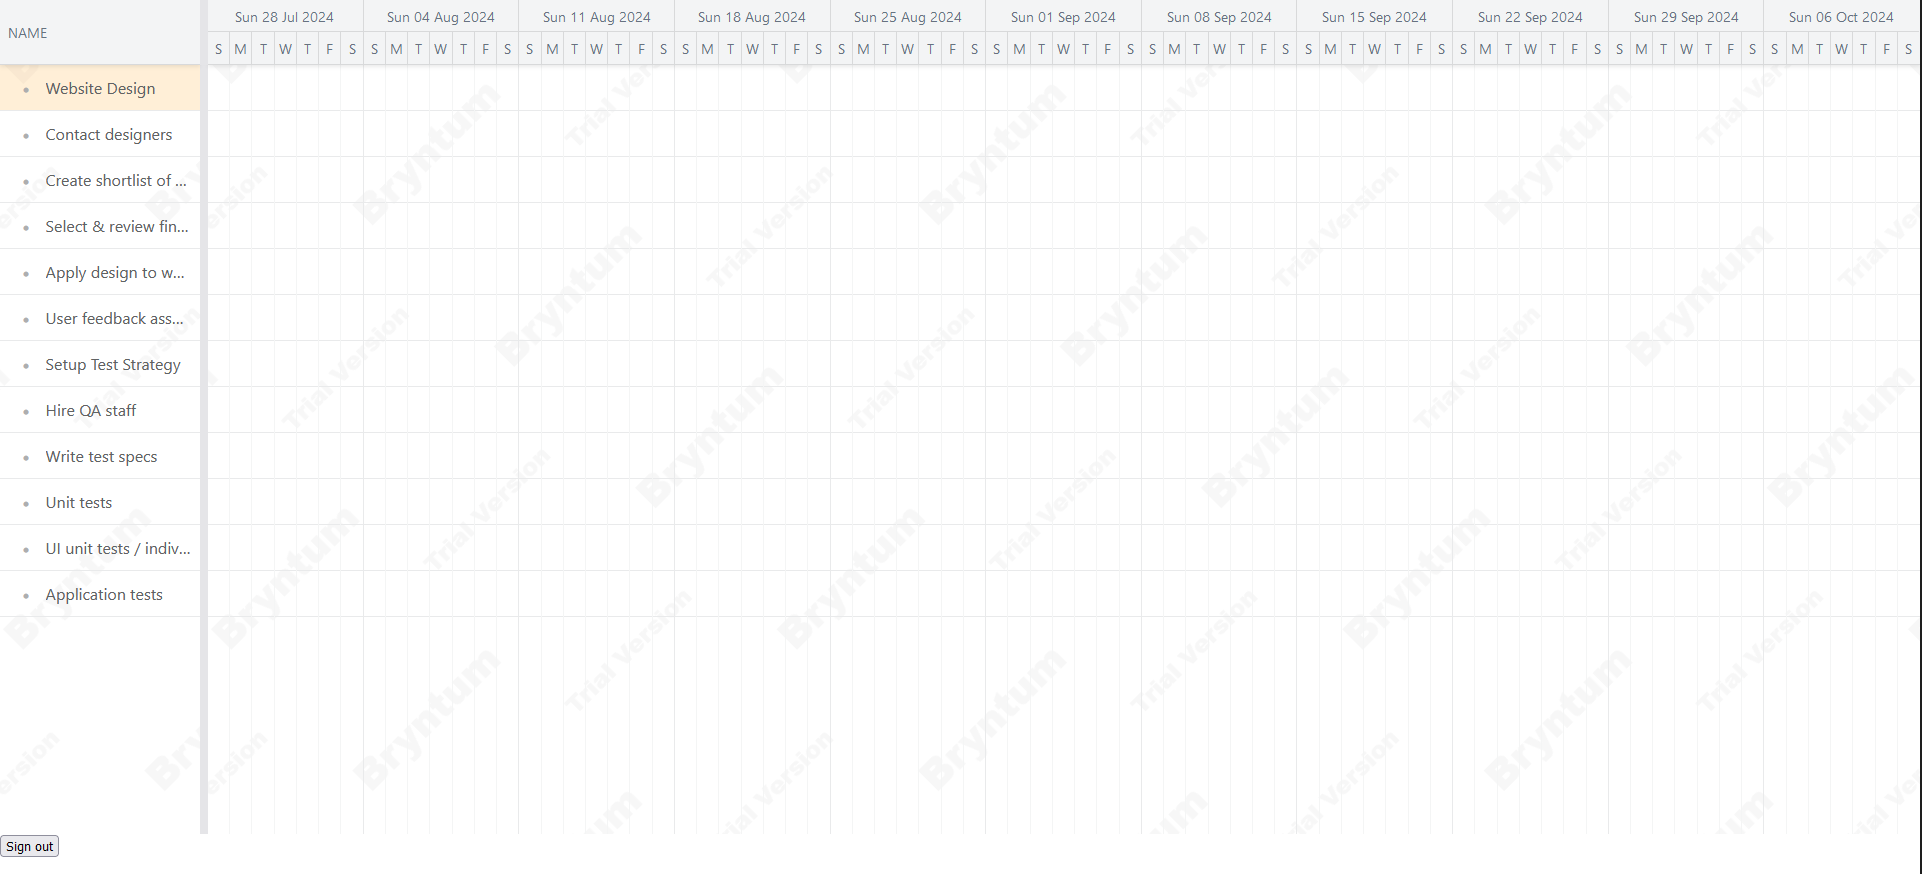 NAME
Sun 28 Jul 2024 Sun 04 Aug 2024 Sun 11 Aug 2024 Sun 18 Aug 2024 Sun 25 Aug 2024 Sun 01 Sep 2024 Sun 08 Sep 2024 Sun 15 Sep 2024 Sun 22 Sep 2024 Sun 29 Sep 2024 Sun 06 Oct 2024
S M T W T F S S M T W T F S S M T W T F S S M T W T F S S M T W T F S S M T W T F S S M T W T F S S M T W T F S S M T W T F S S M T W T F S S M T W T F S
Website Design
Contact designers
Create shortlist of ...
Select & review fin...
Apply design to w...
User feedback ass...
Setup Test Strategy
Hire QA staff
Write test specs
Unit tests
UI unit tests / indiv...
Application tests
Bryntum
Trial Version
Sign out